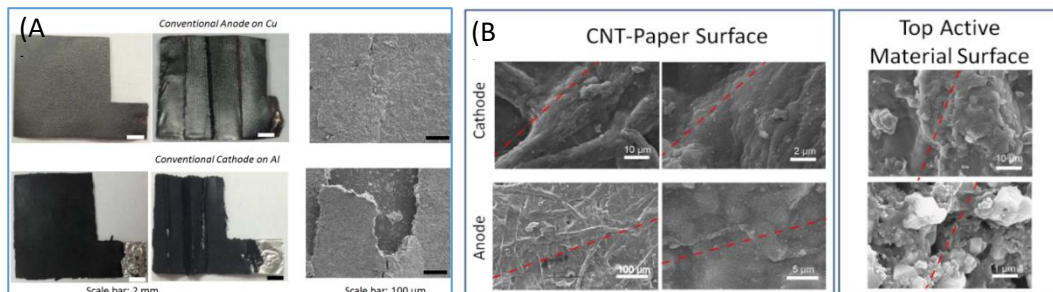 (A
Conventional Anode on Cu
Conventional Cathode on Al
Scale bar: 2 mm
Scale bar: 100 μm
(B
CNT-Paper Surface
Cathode
10 μm
2 μm
Anode
100 μm
5 μm
Top Active
Material Surface
10 μm
1 μm